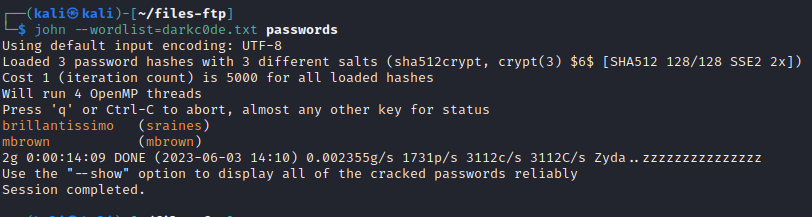 ┌──(kali㉿kali)-[~/files-ftp]
└─$ john --wordlist=darkc0de.txt passwords
Using default input encoding: UTF-8
Loaded 3 password hashes with 3 different salts (sha512crypt, crypt(3) $6$ [SHA512 128/128 SSE2 2x])
Cost 1 (iteration count) is 5000 for all loaded hashes
Will run 4 OpenMP threads
Press 'q' or Ctrl-C to abort, almost any other key for status
brillantissimo   (sraines)
mbrown           (mbrown)
2g 0:00:14:09 DONE (2023-06-03 14:10) 0.002355g/s 1731p/s 3112c/s 3112C/s Zyda..zzzzzzzzzzzzzzz
Use the "--show" option to display all of the cracked passwords reliably
Session completed.